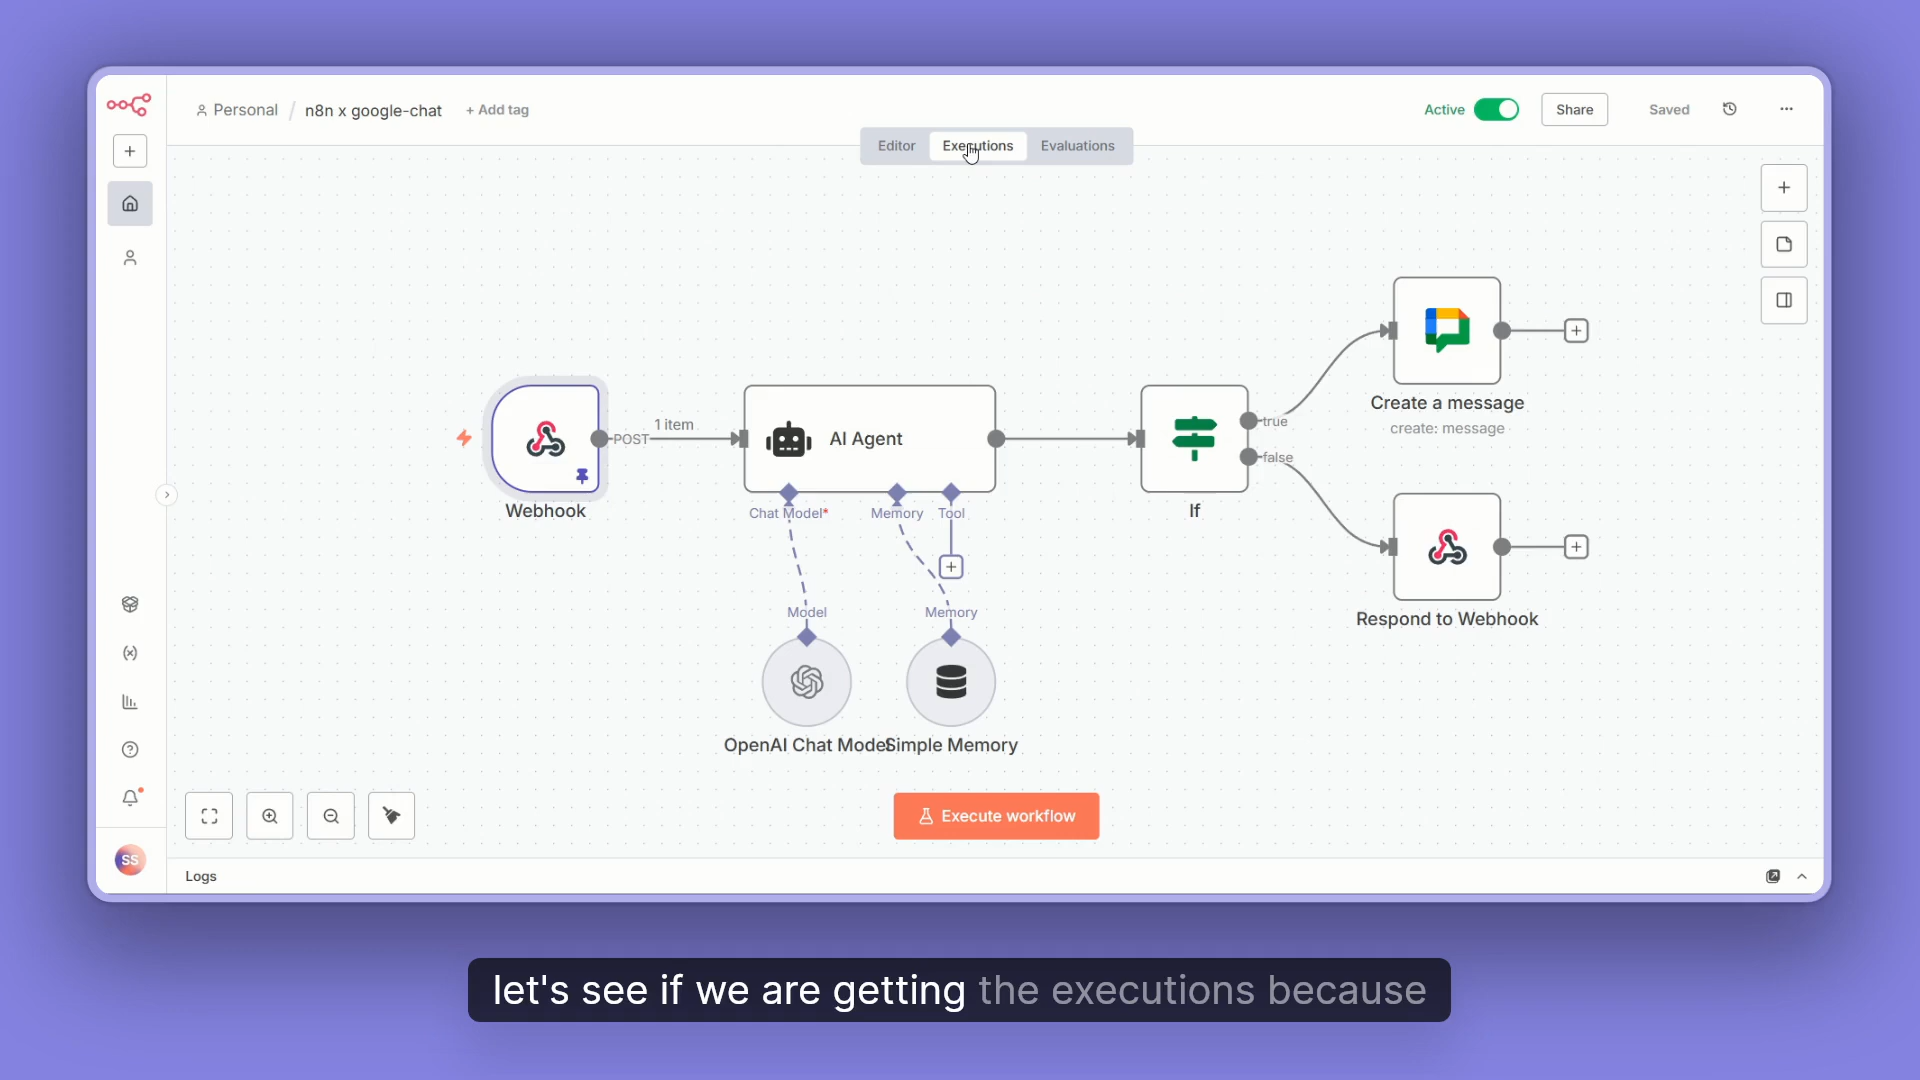 Personal / n8n x google-chat + Add tag
Active Share Saved
Editor Executions Evaluations
Create a message
create: message
1 item
POST
AI Agent
true
false
Webhook
Chat Model*
Memory
Tool
If
Respond to Webhook
Model
Memory
OpenAI Chat Model
Simple Memory
Execute workflow
SS
Logs
let's see if we are getting the executions because